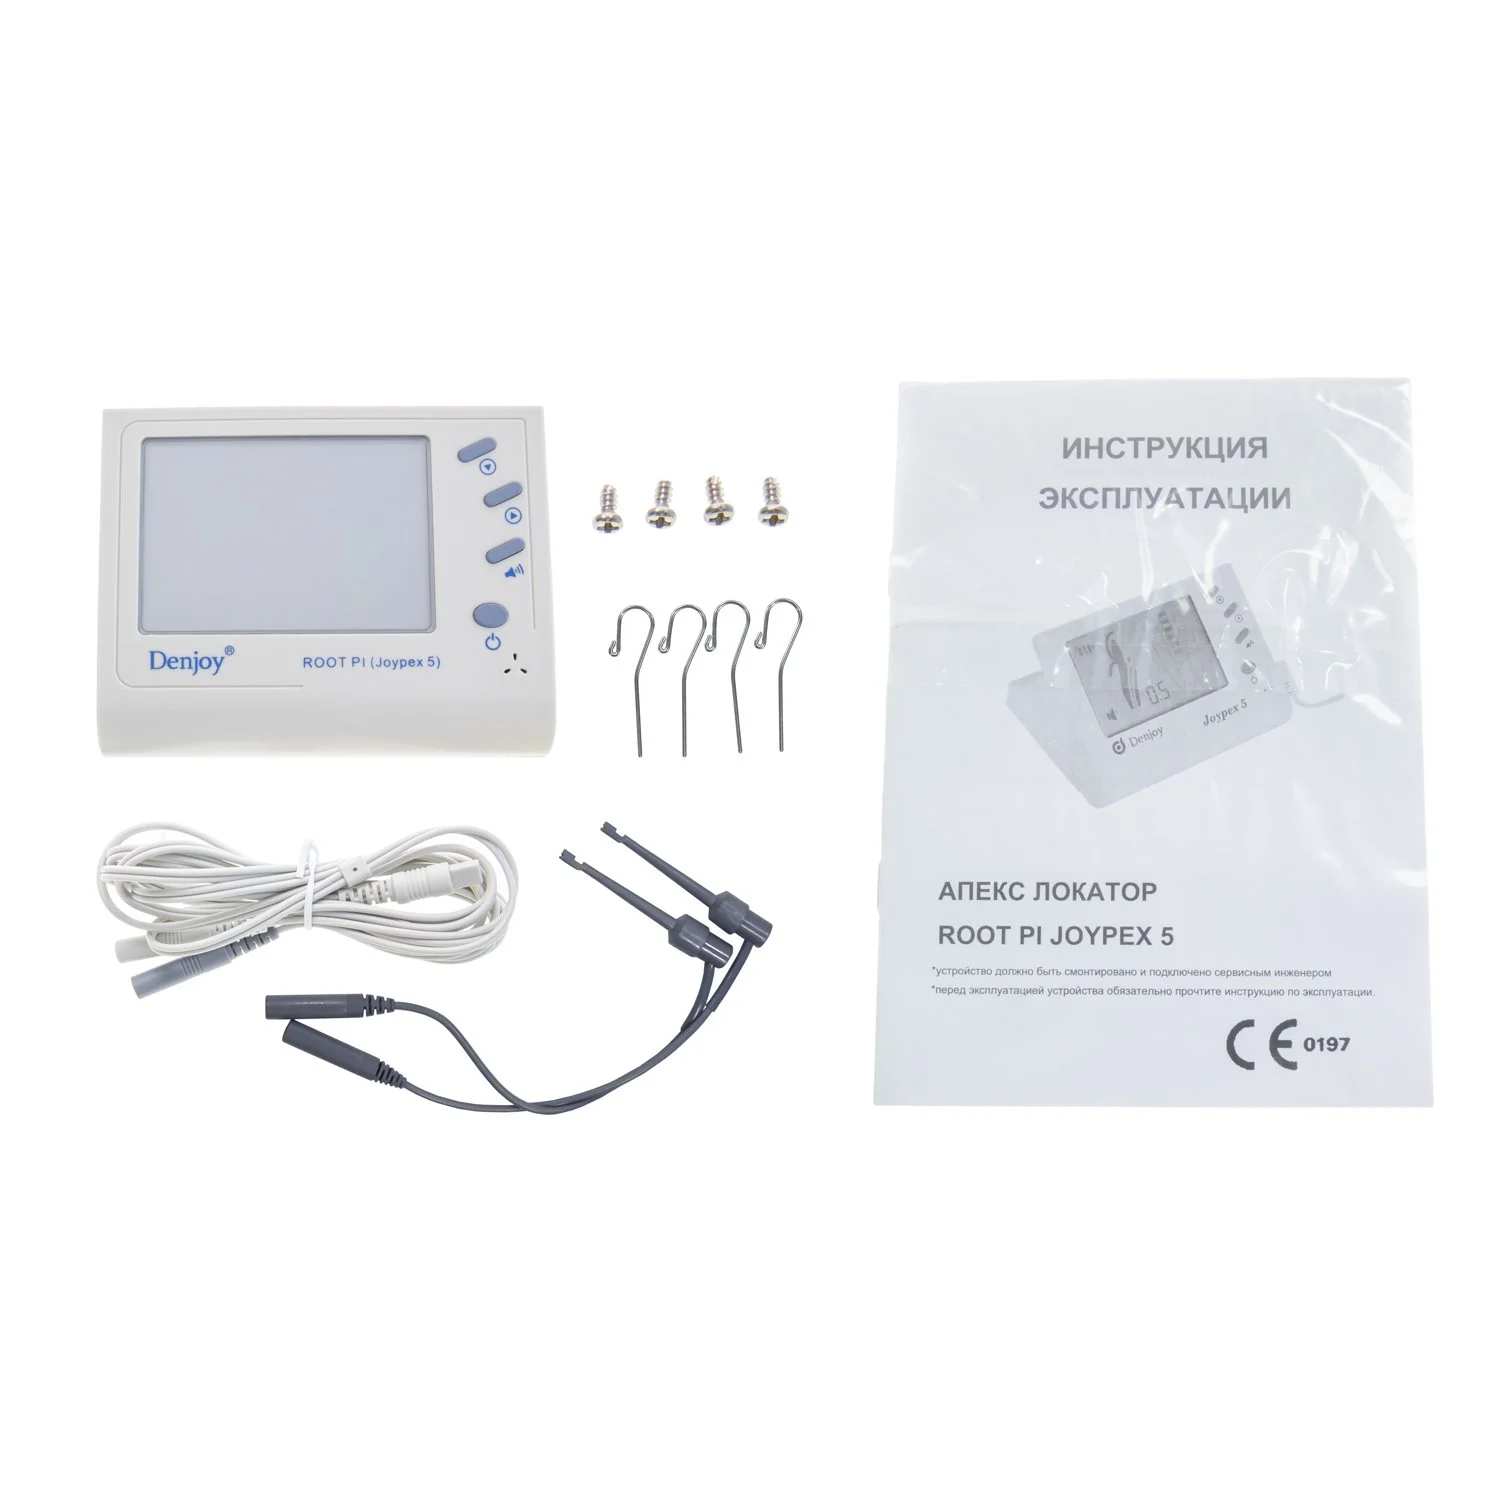 Denjoy®
ROOT PI (Joypex 5)
ИНСТРУКЦИЯ
ЭКСПЛУАТАЦИИ
0.5
Denjoy
Joypex 5
АПЕКС ЛОКАТОР
ROOT PI JOYPEX 5
*устройство должно быть смонтировано и подключено сервисным инженером
*перед эксплуатацией устройства обязательно прочтите инструкцию по эксплуатации.
CE 0197